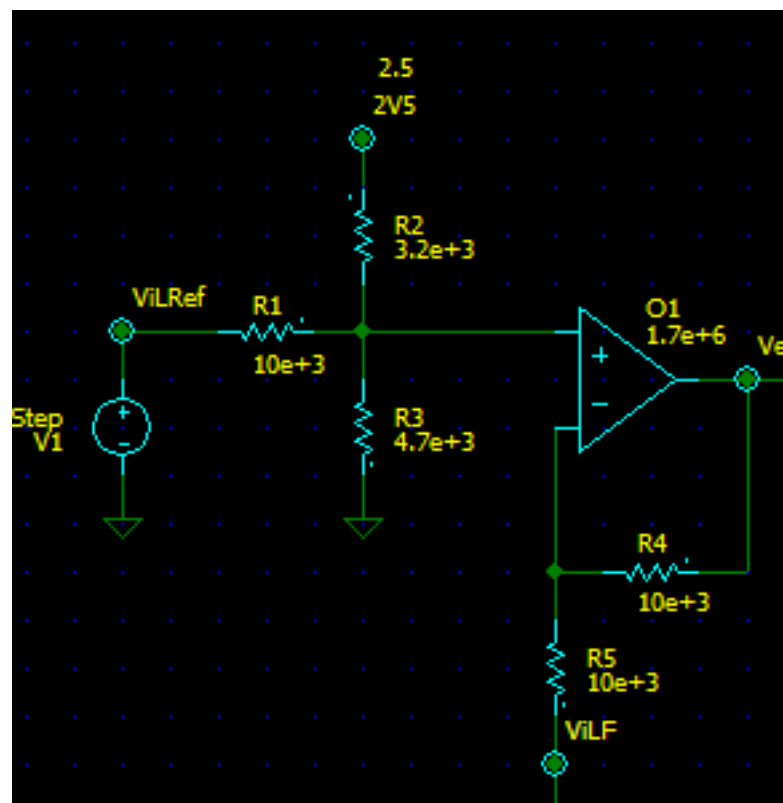 2.5
2V5
R2
3.2e+3
ViLRef
R1
10e+3
O1
1.7e+6
Ve
Step
V1
R3
4.7e+3
R4
10e+3
R5
10e+3
ViLF